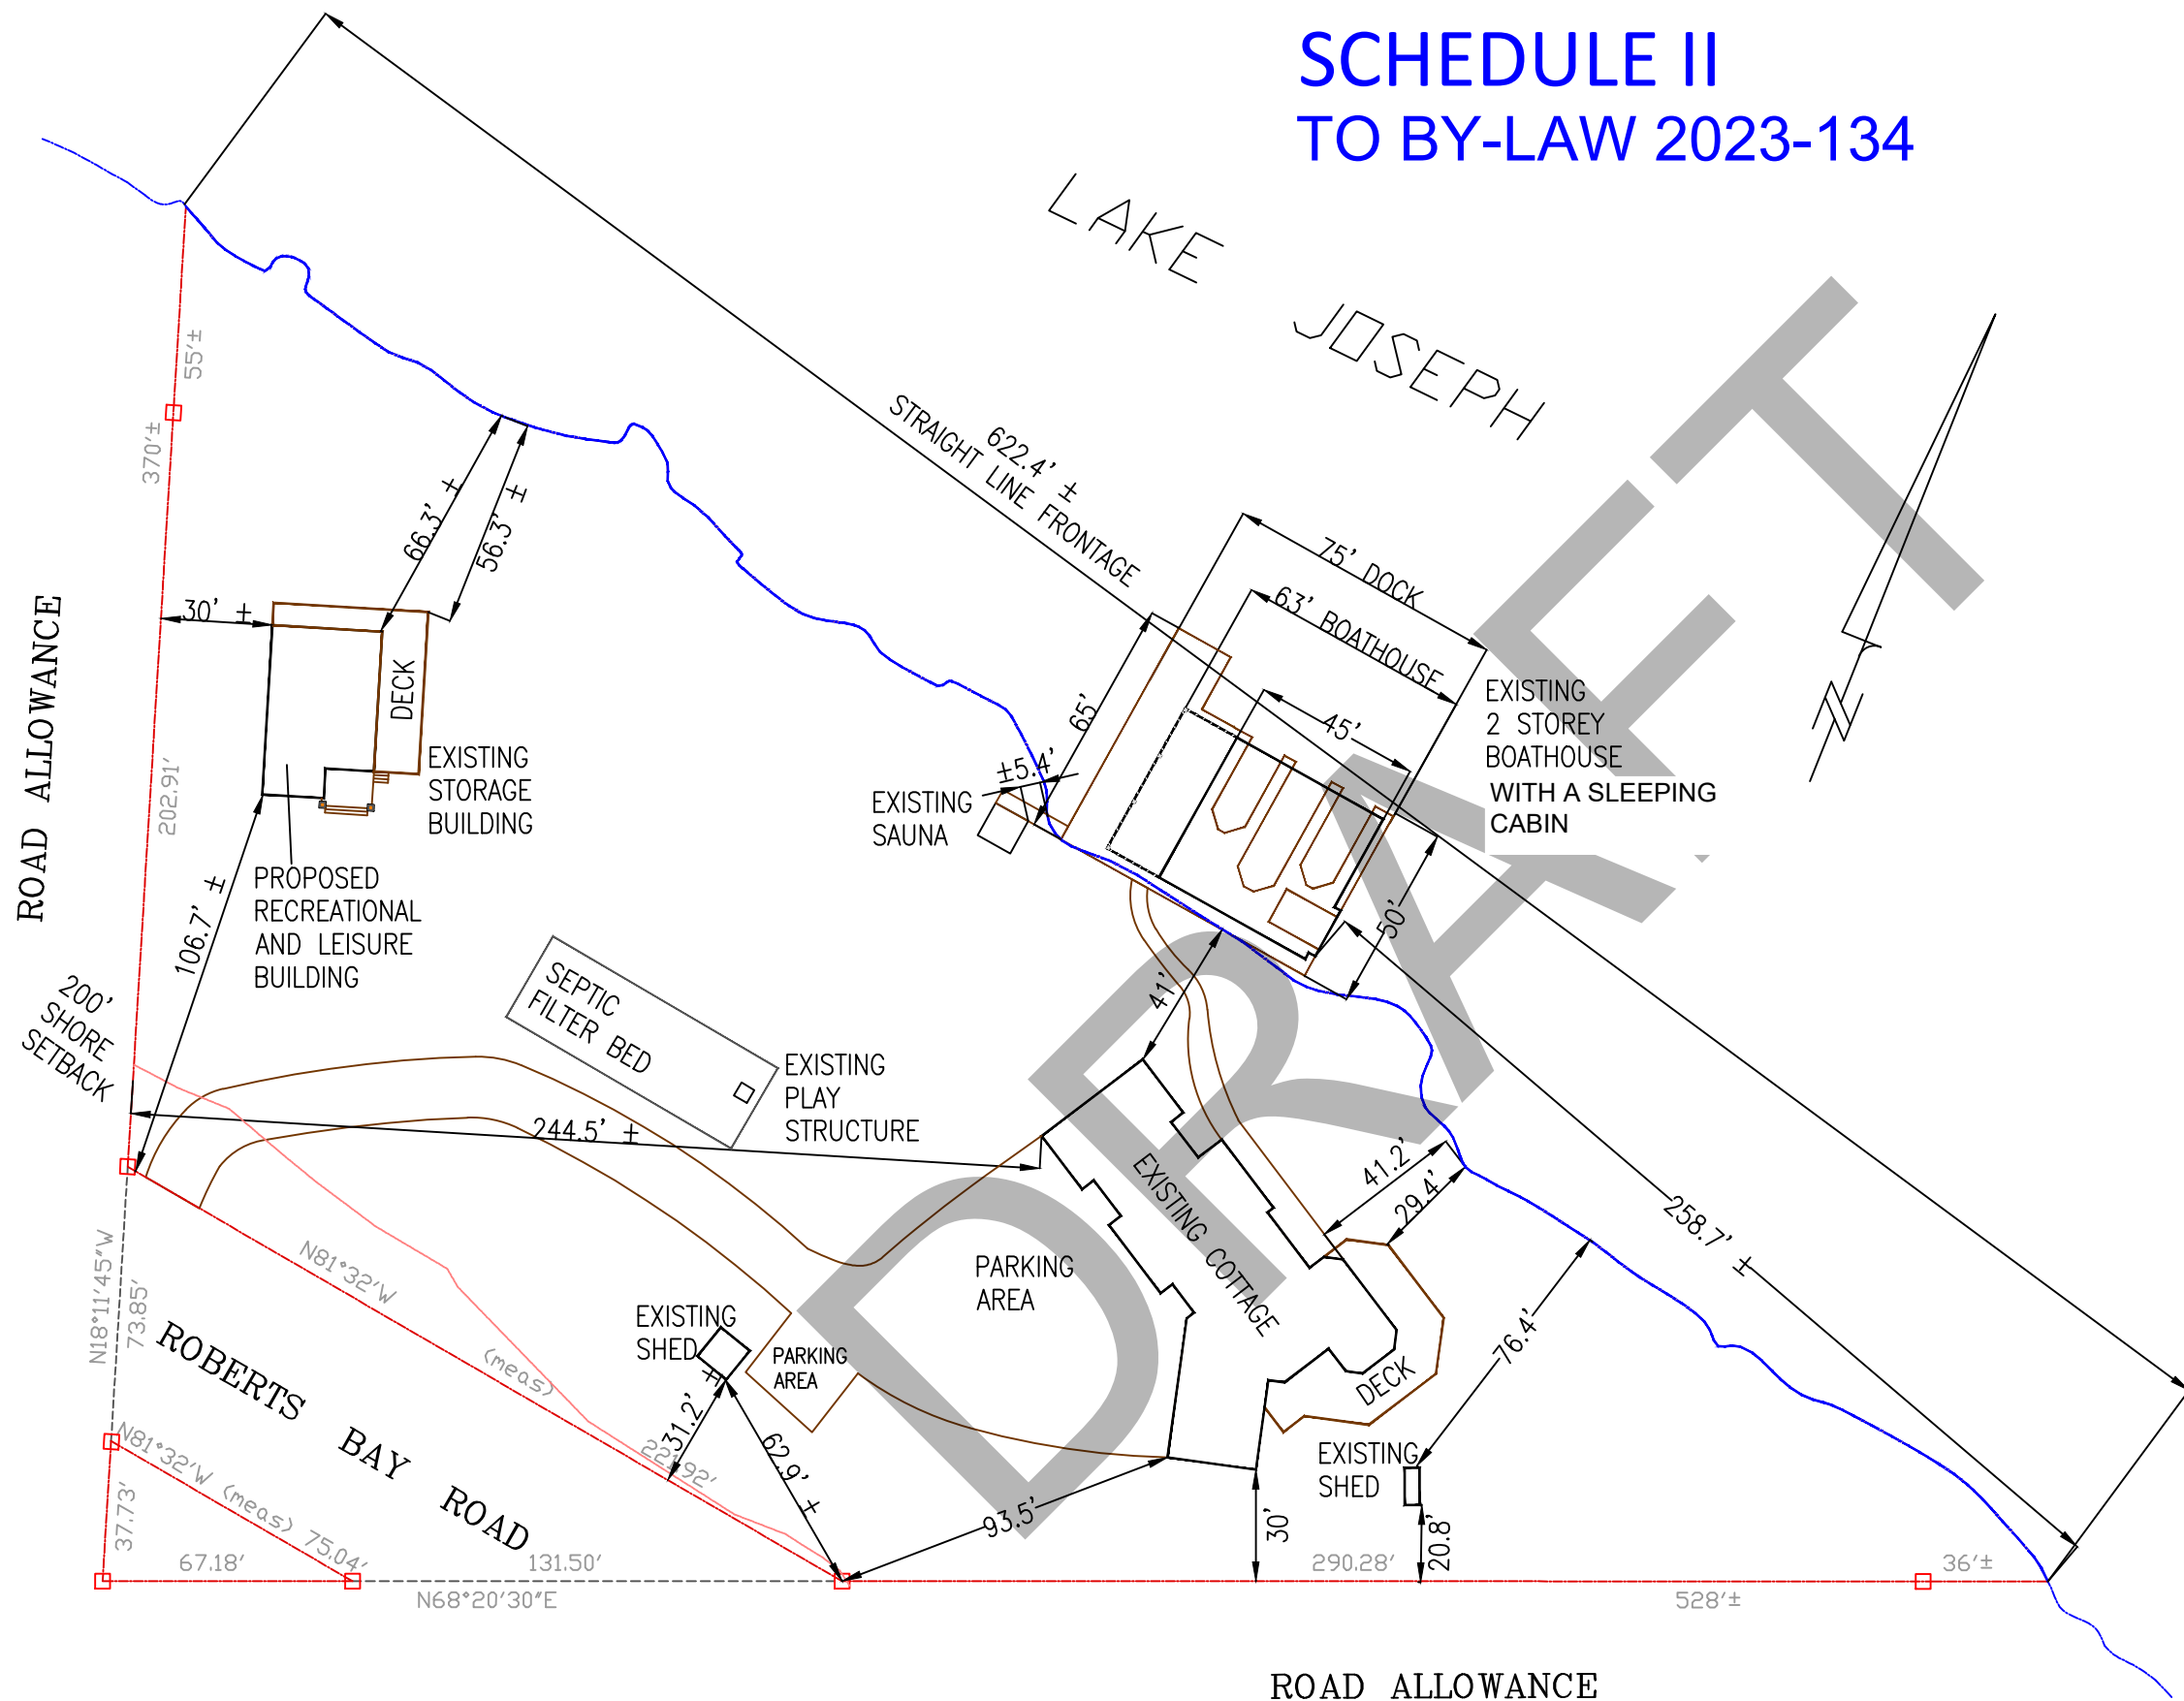 SCHEDULE II
TO BY-LAW 2023-134
LAKE JOSEPH
622.4' ±
STRAIGHT LINE FRONTAGE
75' DOCK
63' BOATHOUSE
45'
65'
±5.4'
50'
EXISTING
2 STOREY
BOATHOUSE
WITH A SLEEPING
CABIN
EXISTING
SAUNA
55'±
370'±
66.3' ±
56.3' ±
30' ±
DECK
ROAD ALLOWANCE
202.91'
EXISTING
STORAGE
BUILDING
PROPOSED
RECREATIONAL
AND LEISURE
BUILDING
106.7' ±
200'
SHORE
SETBACK
SEPTIC
FILTER BED
EXISTING
PLAY
STRUCTURE
244.5' ±
41'
41.2'
29.4'
258.7' ±
76.4'
EXISTING COTTAGE
DECK
PARKING
AREA
EXISTING
SHED
PARKING
AREA
31.2' ±
62.9' ±
93.5'
30'
EXISTING
SHED
20.8'
N18°11'45"W
73.85'
N81°32'W
(meas)
221.92'
ROBERTS BAY ROAD
N81°32'W (meas) 75.04'
37.73'
67.18'
131.50'
N68°20'30"E
290.28'
36'±
528'±
ROAD ALLOWANCE
N
DRAFT